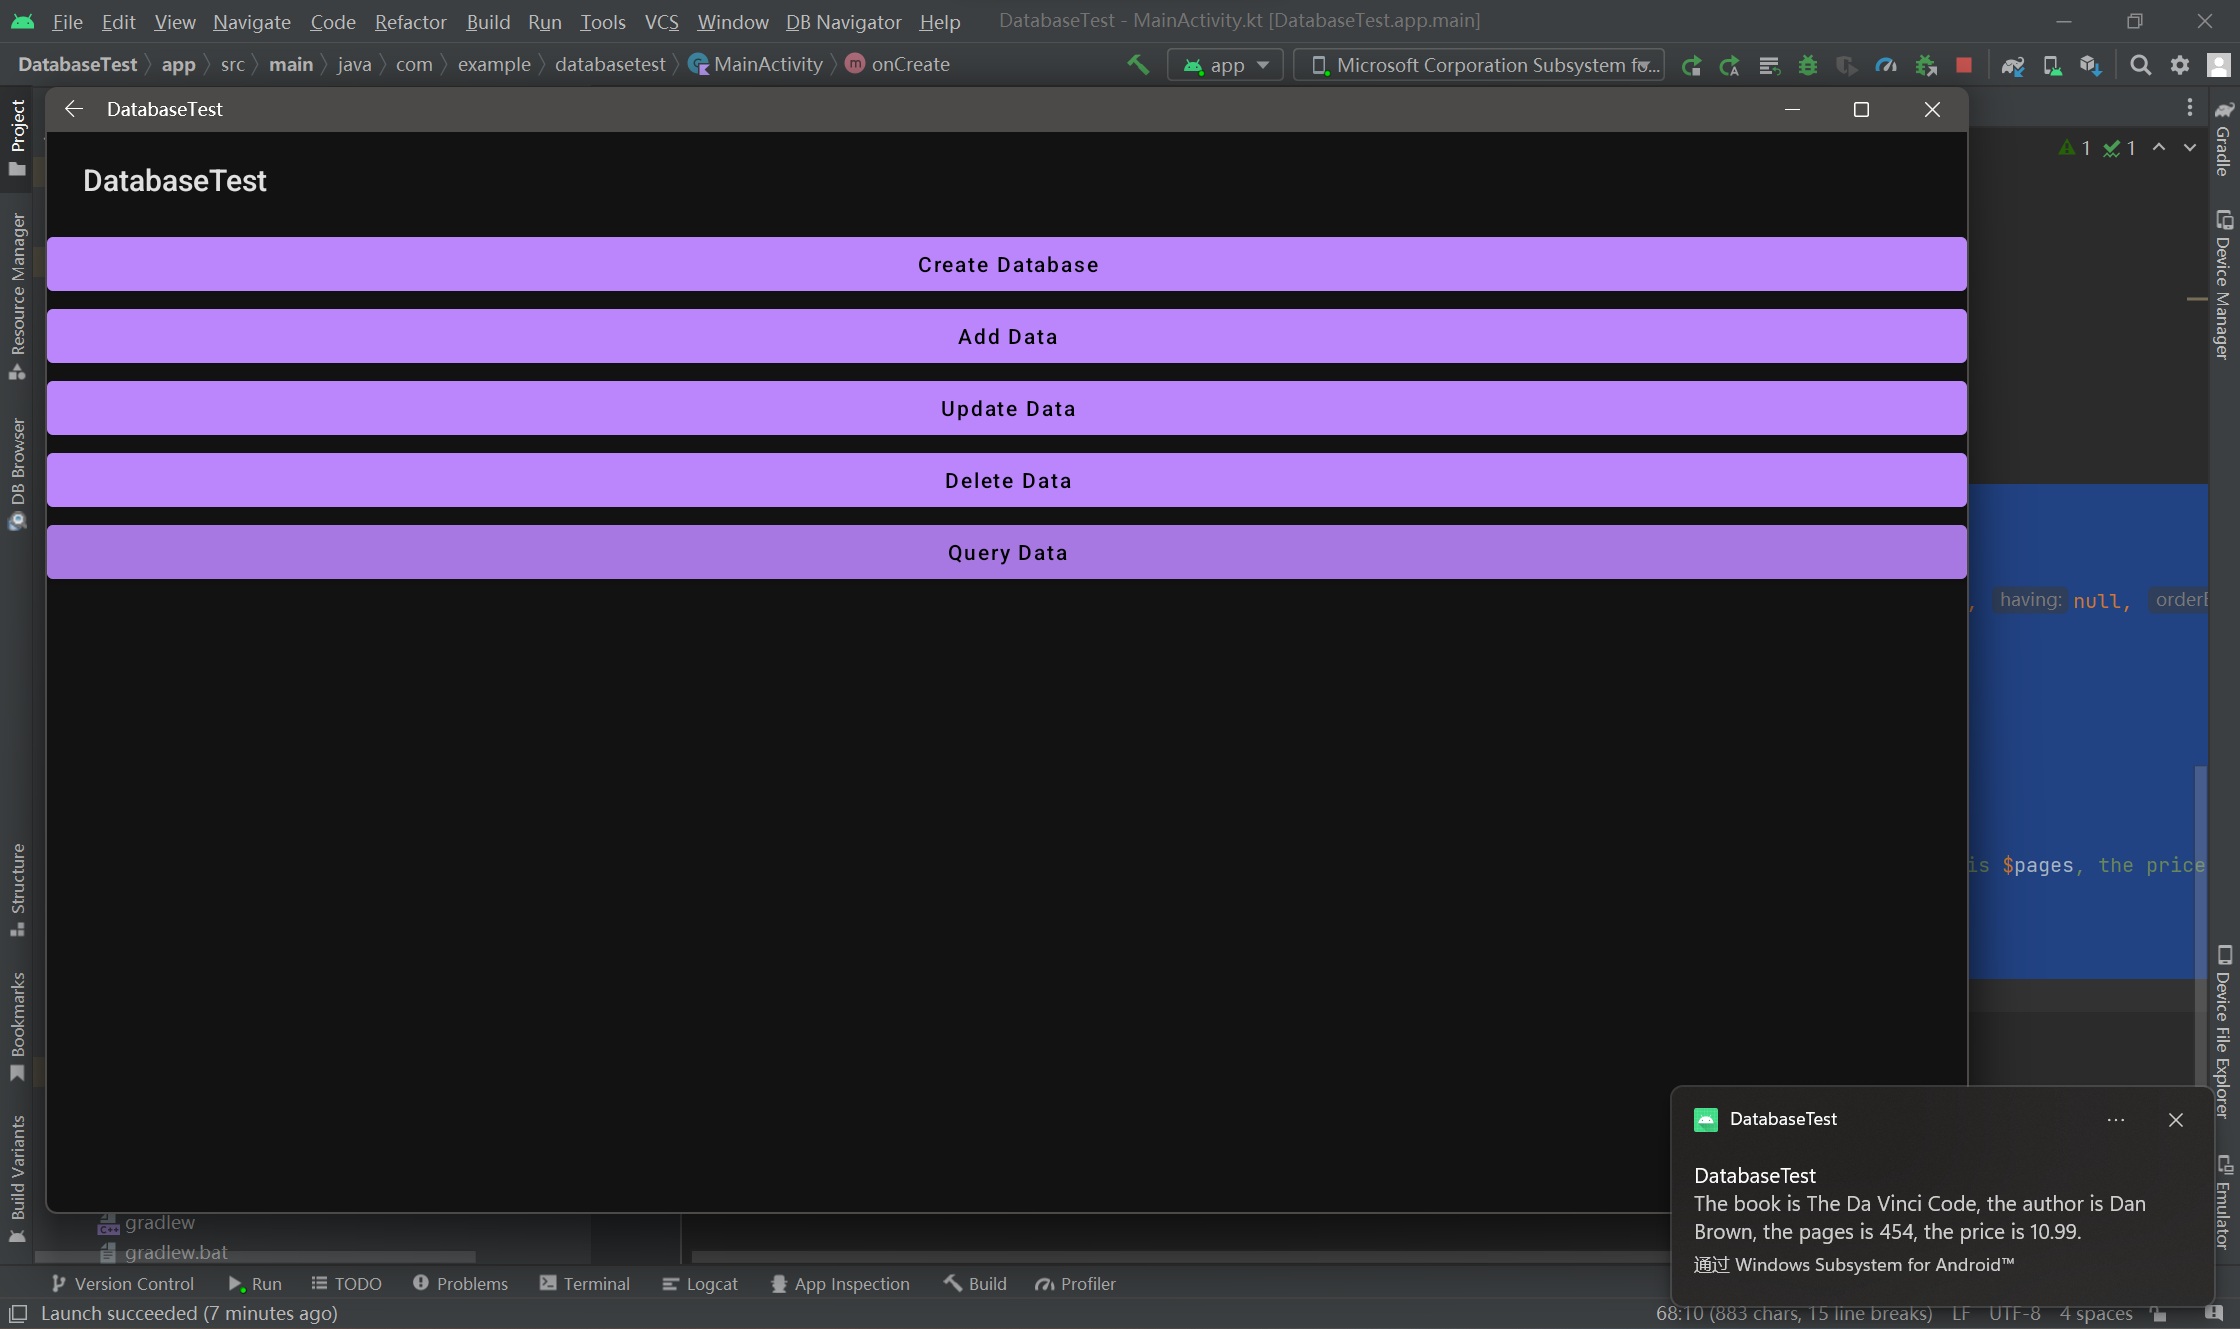 File Edit View Navigate Code Refactor Build Run Tools VCS Window DB Navigator Help DatabaseTest - MainActivity.kt [DatabaseTest.app.main]
DatabaseTest app src main java com example databasetest MainActivity onCreate app Microsoft Corporation Subsystem fo...
DatabaseTest
DatabaseTest
Create Database
Add Data
Update Data
Delete Data
Query Data
1 1
having: null,
is $pages, the price
DatabaseTest
DatabaseTest
The book is The Da Vinci Code, the author is Dan
Brown, the pages is 454, the price is 10.99.
通过 Windows Subsystem for Android™
Project
Resource Manager
DB Browser
Structure
Bookmarks
Build Variants
Gradle
Device Manager
Device File Explorer
Emulator
gradlew
gradlew.bat
Version Control Run TODO Problems Terminal Logcat App Inspection Build Profiler
Launch succeeded (7 minutes ago) 68:10 (883 chars, 15 line breaks) LF UTF-8 4 spaces